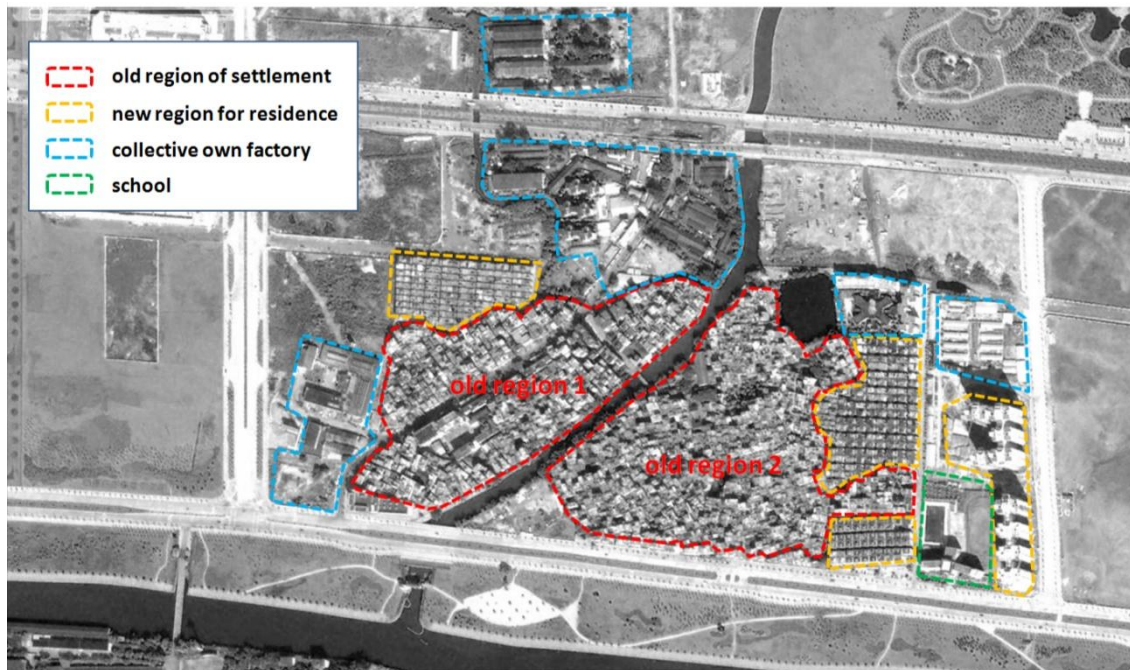 old region of settlement
new region for residence
collective own factory
school
old region 1
old region 2